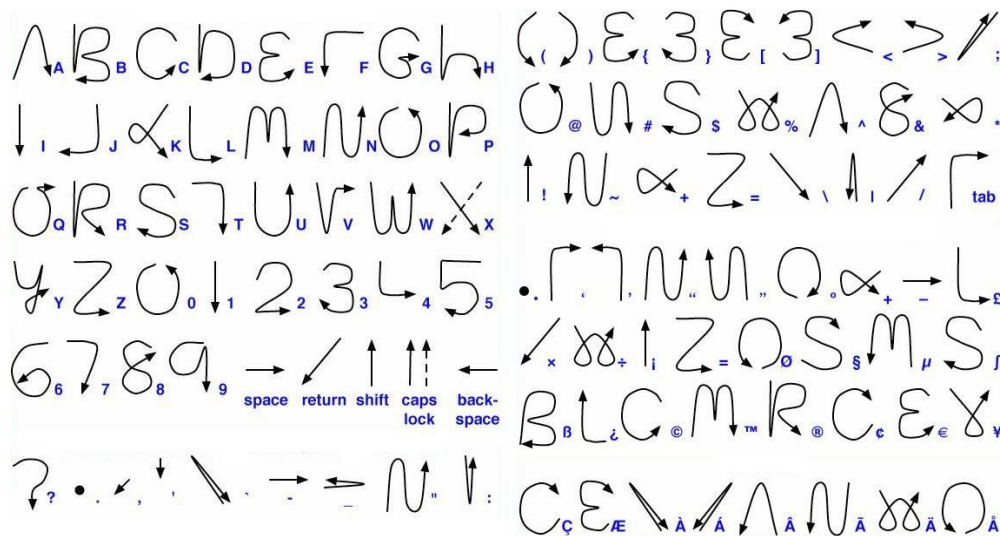 A B C D E F G H
I J K L M N O P
Q R S T U V W X
Y Z 0 1 2 3 4 5
6 7 8 9 space return shift caps lock back-space
? . , ' ` - _ " :
( ) { } [ ] < > ;
@ # $ % ^ & *
! ~ + = \ | / tab
. ‘ ’ “ ” º + – £
× ÷ ¡ = Ø § µ ∫
ß ¿ © ™ ® ¢ € ¥
Ç Æ À Á Â Ã Ä Å